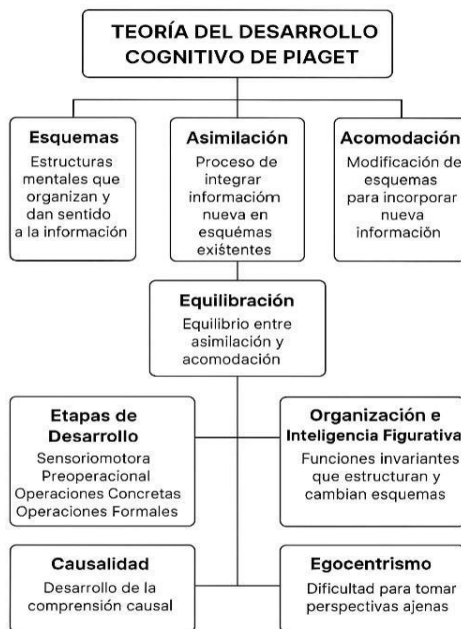 TEORÍA DEL DESARROLLO
COGNITIVO DE PIAGET
Esquemas
Estructuras
mentales que
organizan y
dan sentido
a la información
Asimilación
Proceso de
integrar
informacióm
nueva en
esquémas
existentes
Acomodación
Modificación de
esquemas
para incorporar
nueva
información
Equilibración
Equilibrio entre
asimilación y
acomodación
Etapas de
Desarrollo
Sensoriomotora
Preoperacional
Operaciones Concretas
Operaciones Formales
Organización e
Inteligencia Figurativa
Funciones invariantes
que estructuran y
cambian esquemas
Causalidad
Desarrollo de la
comprensión causal
Egocentrismo
Dificultad para tomar
perspectivas ajenas